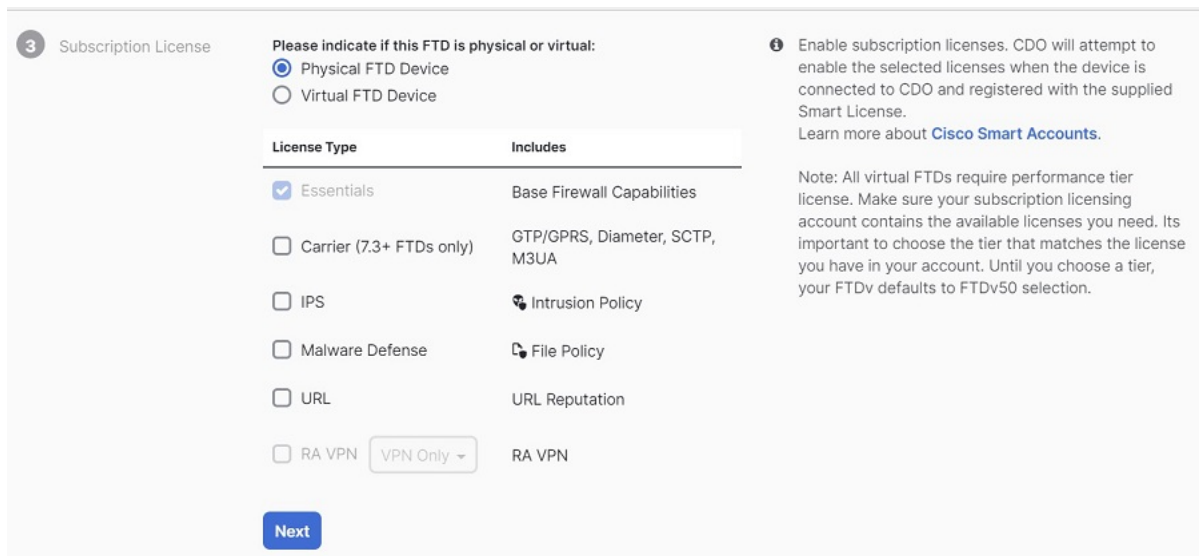 3 Subscription License
Please indicate if this FTD is physical or virtual:
Physical FTD Device
Virtual FTD Device
License Type Includes
Essentials Base Firewall Capabilities
Carrier (7.3+ FTDs only) GTP/GPRS, Diameter, SCTP,
M3UA
IPS Intrusion Policy
Malware Defense File Policy
URL URL Reputation
RA VPN VPN Only RA VPN
Next
Enable subscription licenses. CDO will attempt to
enable the selected licenses when the device is
connected to CDO and registered with the supplied
Smart License.
Learn more about Cisco Smart Accounts.
Note: All virtual FTDs require performance tier
license. Make sure your subscription licensing
account contains the available licenses you need. Its
important to choose the tier that matches the license
you have in your account. Until you choose a tier,
your FTDv defaults to FTDv50 selection.